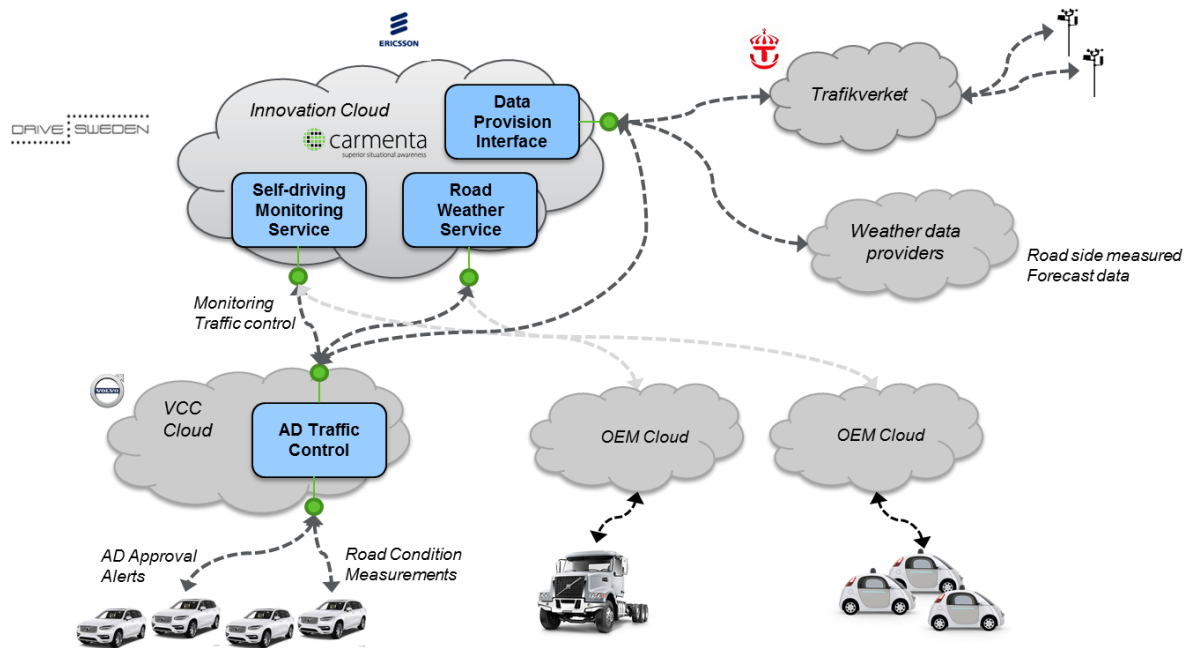 ERICSSON
DRIVE SWEDEN
Innovation Cloud
carmenta
superior situational awareness
Data
Provision
Interface
Trafikverket
Self-driving
Monitoring
Service
Road
Weather
Service
Weather data
providers
Road side measured
Forecast data
Monitoring
Traffic control
VOLVO
VCC
Cloud
AD Traffic
Control
OEM Cloud
OEM Cloud
AD Approval
Alerts
Road Condition
Measurements